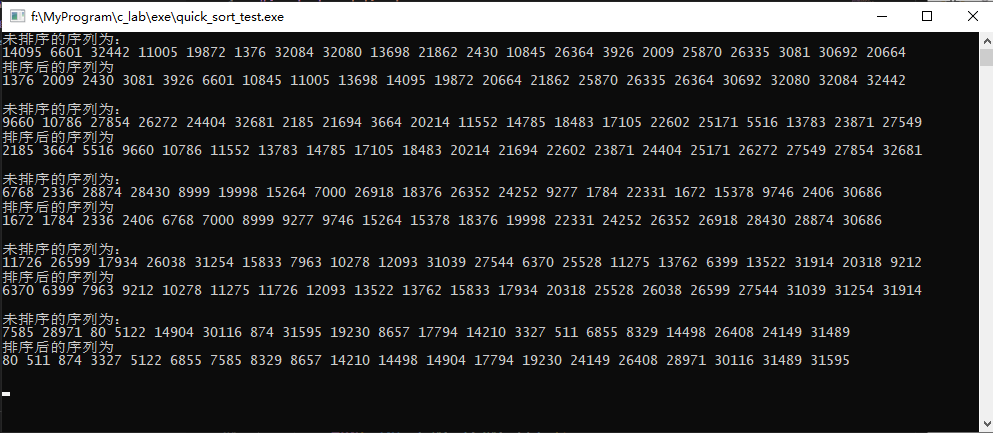 f:\MyProgram\c_lab\exe\quick_sort_test.exe
未排序的序列为:
14095 6601 32442 11005 19872 1376 32084 32080 13698 21862 2430 10845 26364 3926 2009 25870 26335 3081 30692 20664
排序后的序列为
1376 2009 2430 3081 3926 6601 10845 11005 13698 14095 19872 20664 21862 25870 26335 26364 30692 32080 32084 32442
未排序的序列为:
9660 10786 27854 26272 24404 32681 2185 21694 3664 20214 11552 14785 18483 17105 22602 25171 5516 13783 23871 27549
排序后的序列为
2185 3664 5516 9660 10786 11552 13783 14785 17105 18483 20214 21694 22602 23871 24404 25171 26272 27549 27854 32681
未排序的序列为:
6768 2336 28874 28430 8999 19998 15264 7000 26918 18376 26352 24252 9277 1784 22331 1672 15378 9746 2406 30686
排序后的序列为
1672 1784 2336 2406 6768 7000 8999 9277 9746 15264 15378 18376 19998 22331 24252 26352 26918 28430 28874 30686
未排序的序列为:
11726 26599 17934 26038 31254 15833 7963 10278 12093 31039 27544 6370 25528 11275 13762 6399 13522 31914 20318 9212
排序后的序列为
6370 6399 7963 9212 10278 11275 11726 12093 13522 13762 15833 17934 20318 25528 26038 26599 27544 31039 31254 31914
未排序的序列为:
7585 28971 80 5122 14904 30116 874 31595 19230 8657 17794 14210 3327 511 6855 8329 14498 26408 24149 31489
排序后的序列为
80 511 874 3327 5122 6855 7585 8329 8657 14210 14498 14904 17794 19230 24149 26408 28971 30116 31489 31595